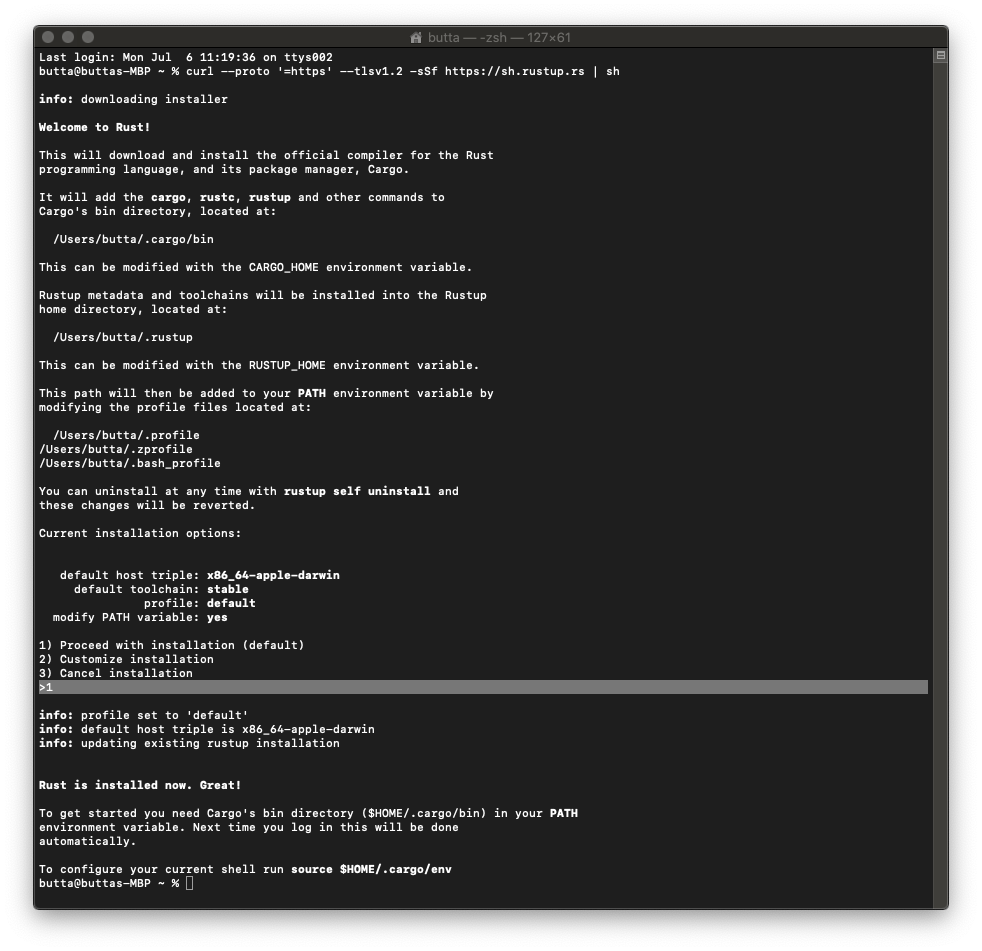 butta — -zsh — 127×61
Last login: Mon Jul  6 11:19:36 on ttys002
butta@buttas-MBP ~ % curl --proto '=https' --tlsv1.2 -sSf https://sh.rustup.rs | sh
info: downloading installer
Welcome to Rust!
This will download and install the official compiler for the Rust
programming language, and its package manager, Cargo.
It will add the cargo, rustc, rustup and other commands to
Cargo's bin directory, located at:
/Users/butta/.cargo/bin
This can be modified with the CARGO_HOME environment variable.
Rustup metadata and toolchains will be installed into the Rustup
home directory, located at:
/Users/butta/.rustup
This can be modified with the RUSTUP_HOME environment variable.
This path will then be added to your PATH environment variable by
modifying the profile files located at:
/Users/butta/.profile
/Users/butta/.zprofile
/Users/butta/.bash_profile
You can uninstall at any time with rustup self uninstall and
these changes will be reverted.
Current installation options:
default host triple: x86_64-apple-darwin
default toolchain: stable
profile: default
modify PATH variable: yes
1) Proceed with installation (default)
2) Customize installation
3) Cancel installation
>1
info: profile set to 'default'
info: default host triple is x86_64-apple-darwin
info: updating existing rustup installation
Rust is installed now. Great!
To get started you need Cargo's bin directory ($HOME/.cargo/bin) in your PATH
environment variable. Next time you log in this will be done
automatically.
To configure your current shell run source $HOME/.cargo/env
butta@buttas-MBP ~ %